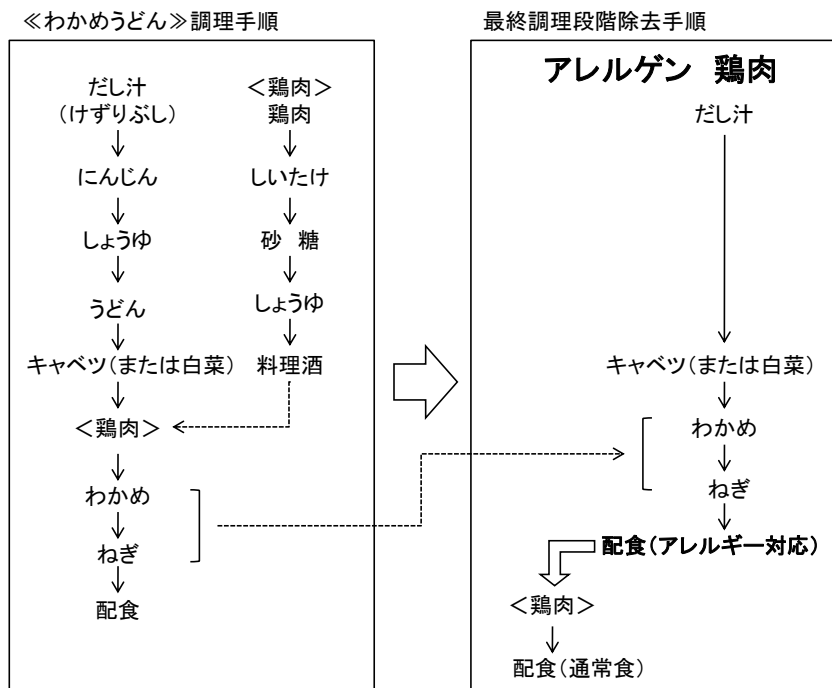 ≪わかめうどん≫調理手順
だし汁
(けずりぶし)
にんじん
しょうゆ
うどん
キャベツ(または白菜)
<鶏肉>
わかめ
ねぎ
配食
<鶏肉>
鶏肉
しいたけ
砂 糖
しょうゆ
料理酒
最終調理段階除去手順
アレルゲン 鶏肉
だし汁
キャベツ(または白菜)
わかめ
ねぎ
配食(アレルギー対応)
<鶏肉>
配食(通常食)